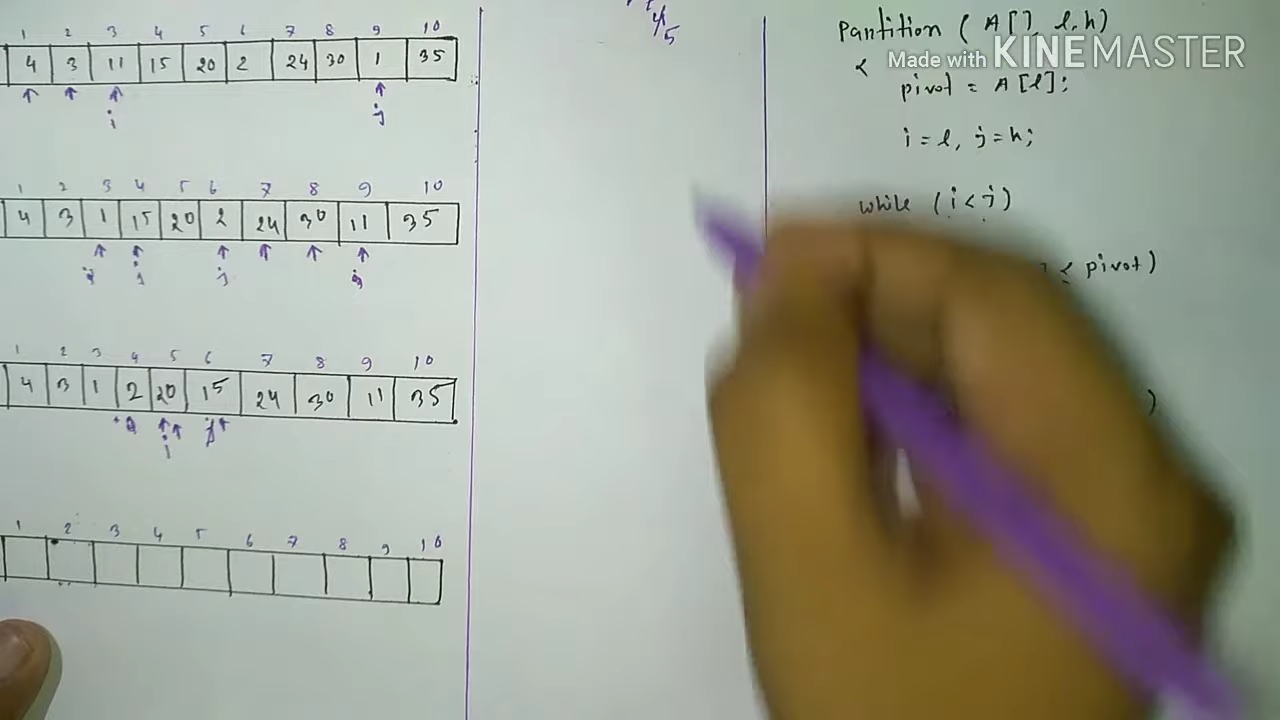 1 2 3 4 5 6 7 8 9 10
4 3 11 15 20 2 24 30 1 35
i j
1 2 3 4 5 6 7 8 9 10
4 3 1 15 20 2 24 30 11 35
j
1 2 3 4 5 6 7 8 9 10
4 3 1 2 20 15 24 30 11 35
i
1 2 3 4 5 6 7 8 9 10
Partition ( A[], l, h)
Made with KINEMASTER
{
pivot = A[l];
i = l, j = h;
while (i < j)
pivot)
)